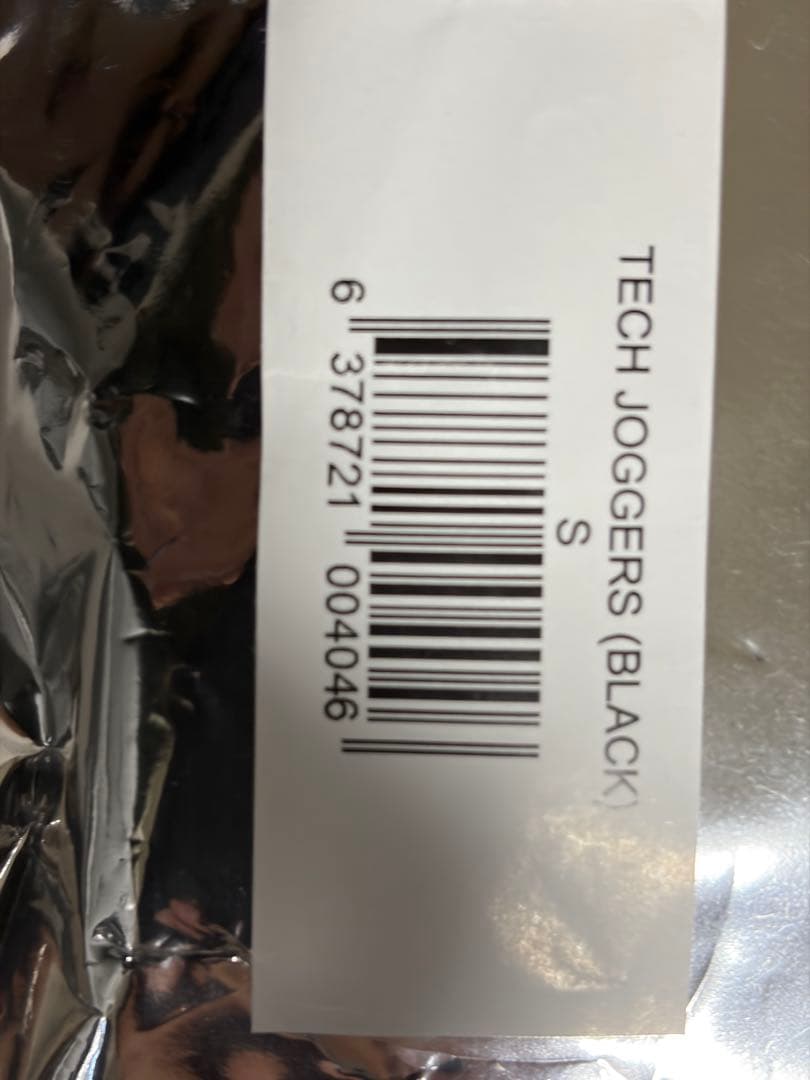 TECH JOGGERS (BLACK)
S
6 378721 004046